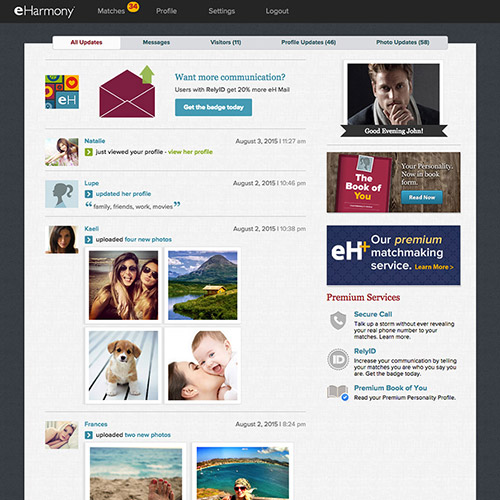 eHarmony
Matches 34 Profile Settings Logout
All Updates Messages Visitors (11) Profile Updates (46) Photo Updates (58)
eH
Want more communication?
Users with RelyID get 20% more eH Mail
Get the badge today
Good Evening John!
Natalie August 3, 2015 | 11:27 am
just viewed your profile - view her profile
Lupe August 2, 2015 | 10:46 pm
updated her profile
“ family, friends, work, movies ”
The Book of You
Your Personality.
Now in book
form.
Read Now
Kaeli August 2, 2015 | 10:38 pm
uploaded four new photos
eH+
Our premium
matchmaking
service. Learn More >
Premium Services
Secure Call
Talk up a storm without ever revealing
your real phone number to your
matches. Learn more.
ID
RelyID
Increase your communication by telling
your matches you are who you say you
are. Get the badge today.
Premium Book of You
Read your Premium Personality Profile.
Frances August 2, 2015 | 8:24 pm
uploaded two new photos